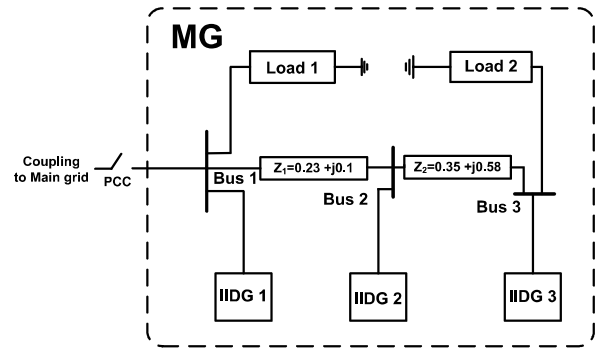 MG
Load 1
Load 2
Coupling
to Main grid
PCC
Bus 1
Z1=0.23 +j0.1
Bus 2
Z2=0.35 +j0.58
Bus 3
IIDG 1
IIDG 2
IIDG 3